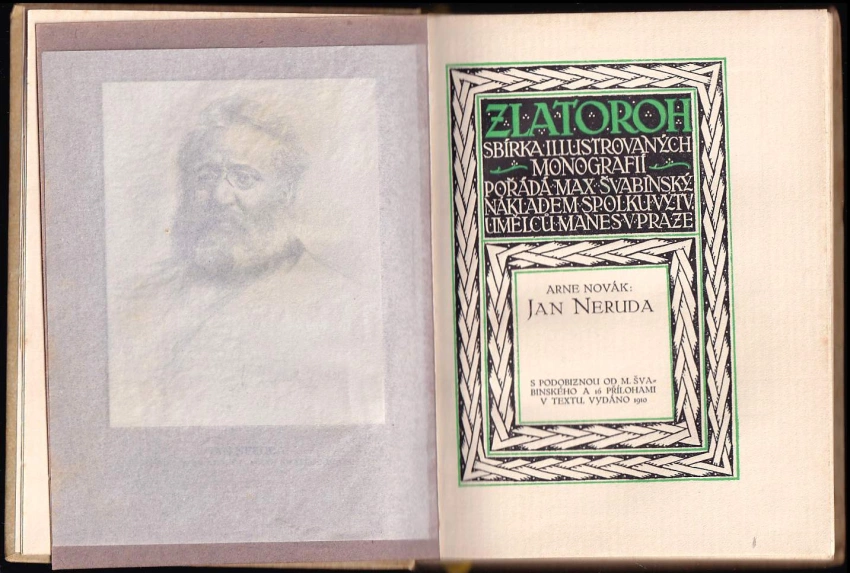 ZLATOROH
SBÍRKA ILLUSTROVANÝCH
MONOGRAFIÍ
POŘÁDÁ MAX ŠVABINSKÝ
NÁKLADEM SPOLKU VÝTV.
UMĚLCŮ MANES V PRAZE
ARNE NOVÁK:
JAN NERUDA
S PODOBIZNOU OD M. ŠVA-
BINSKÉHO A 16 PŘÍLOHAMI
V TEXTU. VYDÁNO 1910